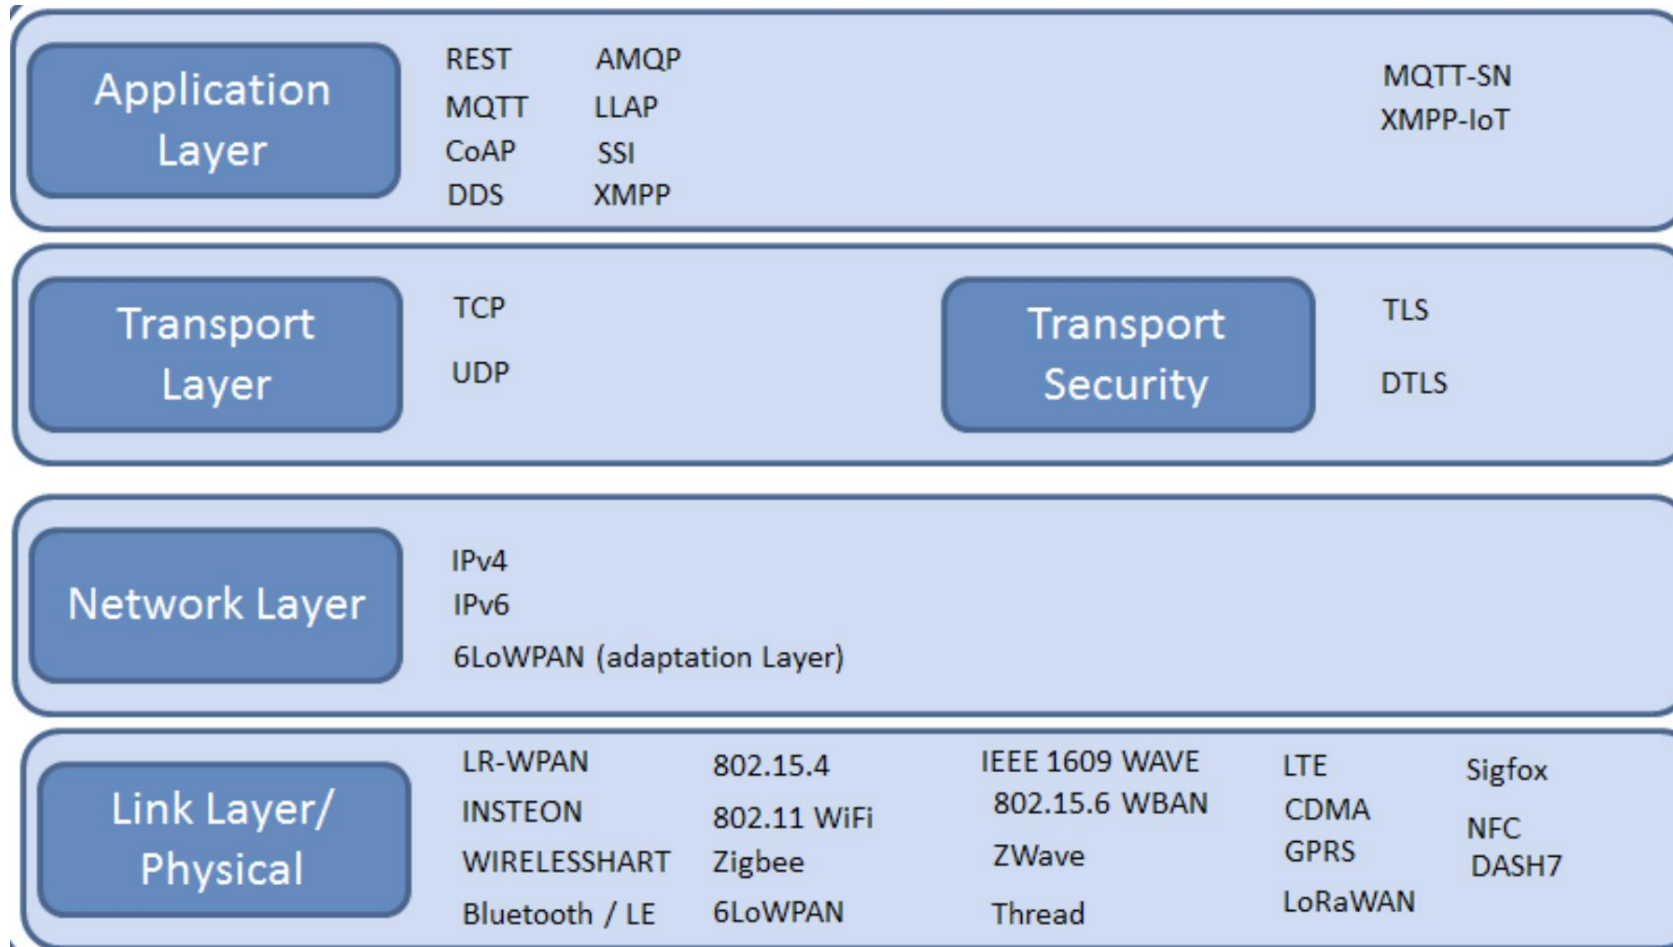 Application
Layer
REST AMQP
MQTT LLAP
CoAP SSI
DDS XMPP
MQTT-SN
XMPP-IoT
Transport
Layer
TCP
UDP
Transport
Security
TLS
DTLS
Network Layer
IPv4
IPv6
6LoWPAN (adaptation Layer)
Link Layer/
Physical
LR-WPAN
INSTEON
WIRELESSHART
Bluetooth / LE
802.15.4
802.11 WiFi
Zigbee
6LoWPAN
IEEE 1609 WAVE
802.15.6 WBAN
ZWave
Thread
LTE
CDMA
GPRS
LoRaWAN
Sigfox
NFC
DASH7